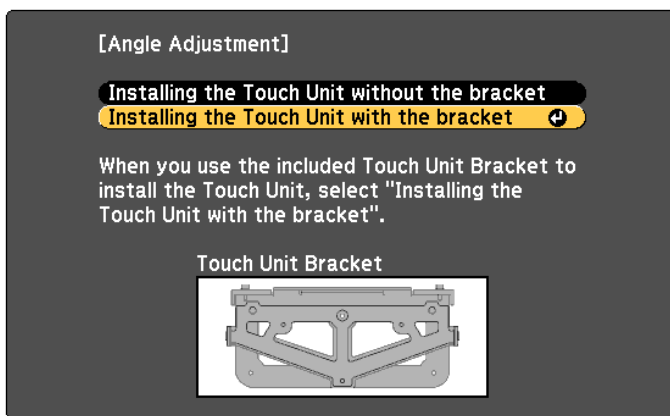 [Angle Adjustment]
Installing the Touch Unit without the bracket
Installing the Touch Unit with the bracket
When you use the included Touch Unit Bracket to
install the Touch Unit, select "Installing the
Touch Unit with the bracket".
Touch Unit Bracket